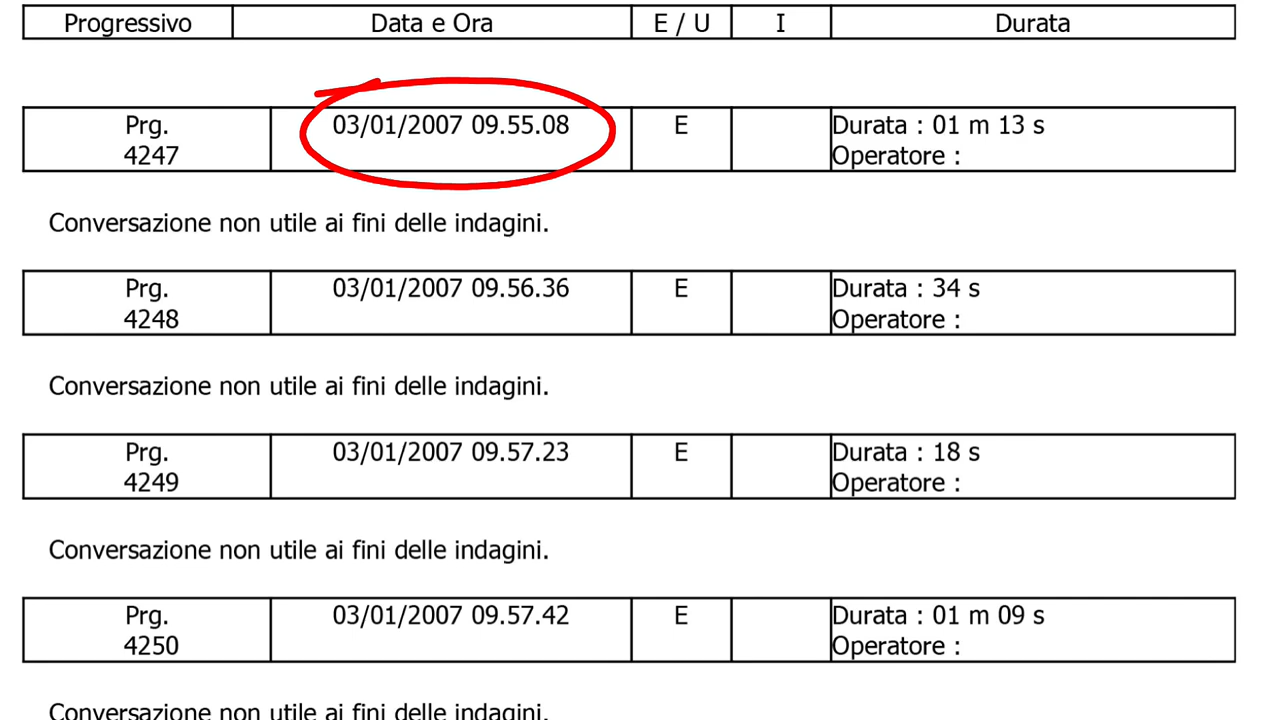 Progressivo Data e Ora E / U I Durata
Prg. 03/01/2007 09.55.08 E Durata : 01 m 13 s
4247 Operatore :
Conversazione non utile ai fini delle indagini.
Prg. 03/01/2007 09.56.36 E Durata : 34 s
4248 Operatore :
Conversazione non utile ai fini delle indagini.
Prg. 03/01/2007 09.57.23 E Durata : 18 s
4249 Operatore :
Conversazione non utile ai fini delle indagini.
Prg. 03/01/2007 09.57.42 E Durata : 01 m 09 s
4250 Operatore :
Conversazione non utile ai fini delle indagini.